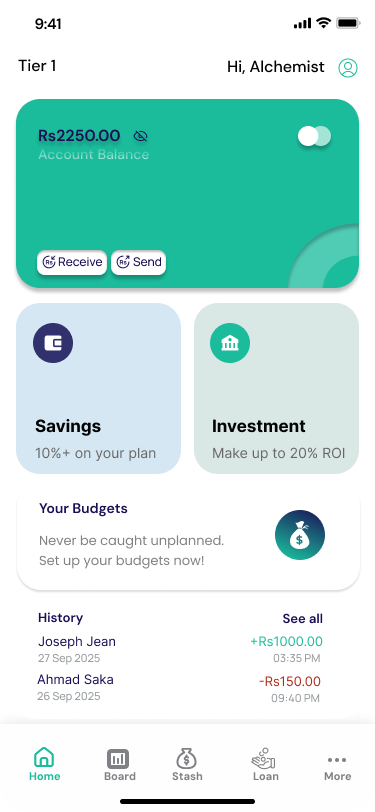 9:41
Tier 1
Hi, Alchemist
Rs2250.00
Account Balance
Rs Receive
Rs Send
Savings
10%+ on your plan
Investment
Make up to 20% ROI
Your Budgets
Never be caught unplanned.
Set up your budgets now!
$
History
See all
Joseph Jean
+Rs1000.00
27 Sep 2025
03:35 PM
Ahmad Saka
-Rs150.00
26 Sep 2025
09:40 PM
$
Home
Board
Stash
Loan
More